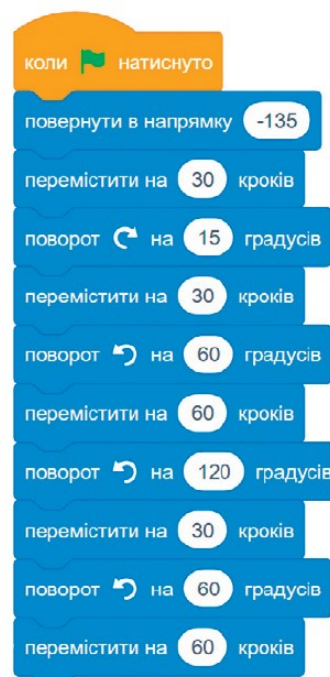 коли натиснуто
повернути в напрямку -135
перемістити на 30 кроків
поворот на 15 градусів
перемістити на 30 кроків
поворот на 60 градусів
перемістити на 60 кроків
поворот на 120 градусів
перемістити на 30 кроків
поворот на 60 градусів
перемістити на 60 кроків